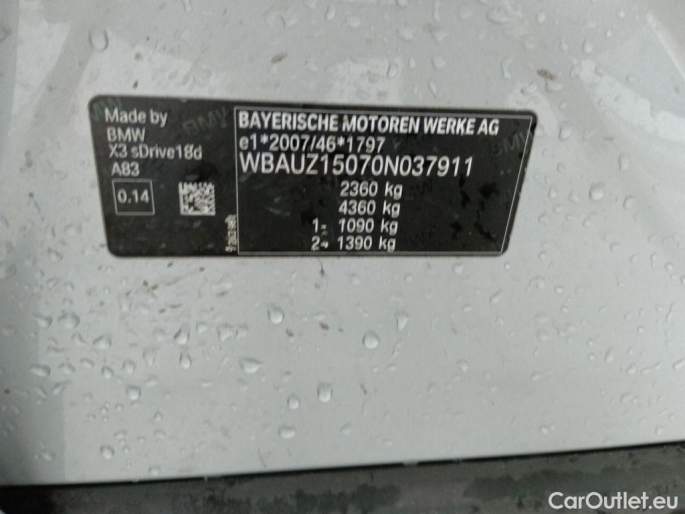 Made by
BMW
X3 sDrive18d
A83
0.14
BAYERISCHE MOTOREN WERKE AG
e1*2007/46*1797
WBAUZ15070N037911
2360 kg
4360 kg
1- 1090 kg
2- 1390 kg
CarOutlet.eu